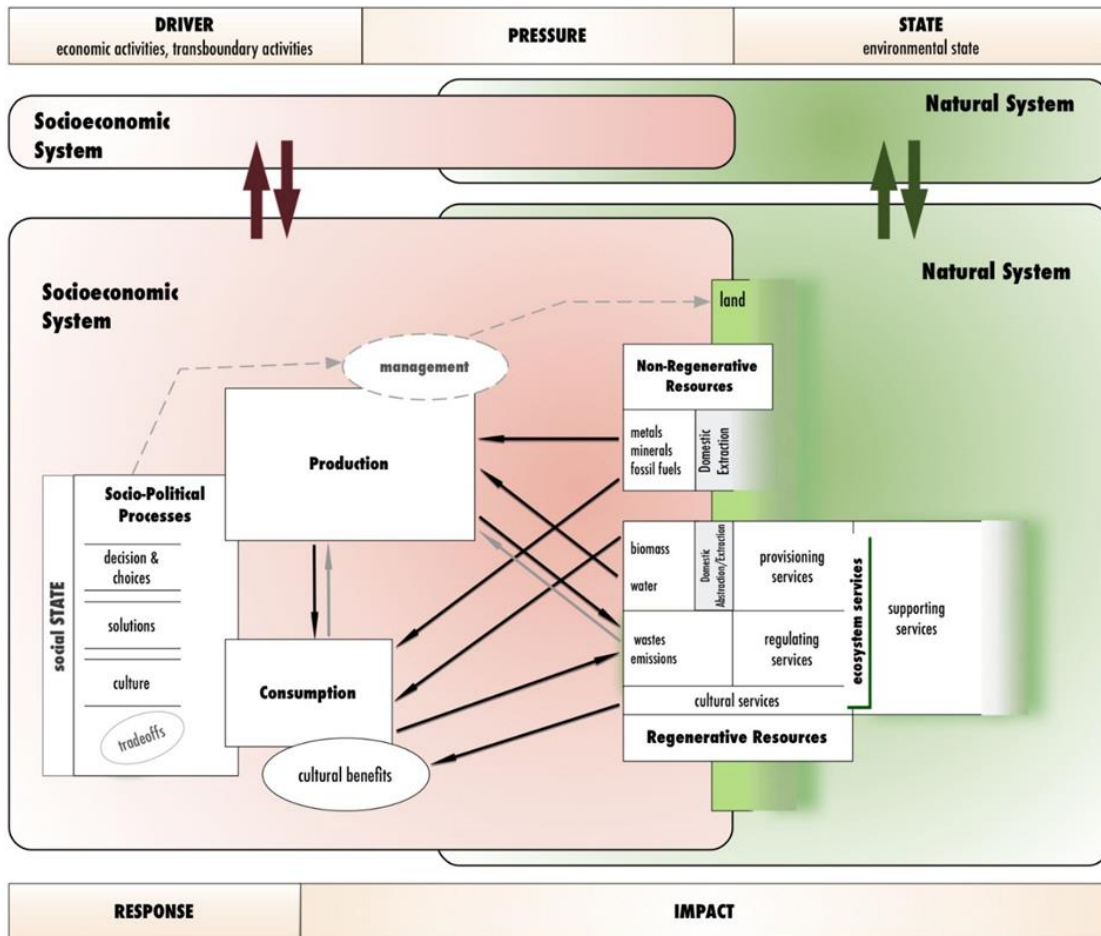 DRIVER
economic activities, transboundary activities
PRESSURE
STATE
environmental state
Socioeconomic
System
Natural System
Socioeconomic
System
Natural System
land
management
Non-Regenerative
Resources
metals
minerals
fossil fuels
Domestic
Extraction
Production
social STATE
Socio-Political
Processes
decision &
choices
solutions
culture
tradeoffs
biomass
water
Domestic
Abstraction/Extraction
provisioning
services
ecosystem services
supporting
services
wastes
emissions
regulating
services
Consumption
cultural services
Regenerative Resources
cultural benefits
RESPONSE
IMPACT